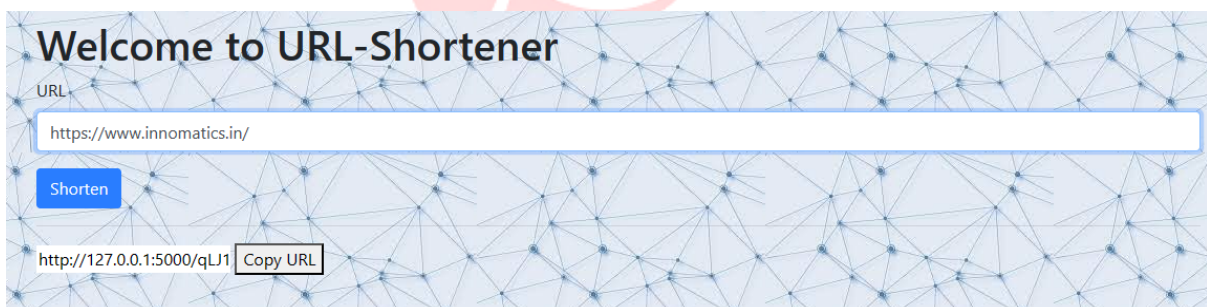 Welcome to URL-Shortener
URL
https://www.innomatics.in/
Shorten
http://127.0.0.1:5000/qLJ1 Copy URL